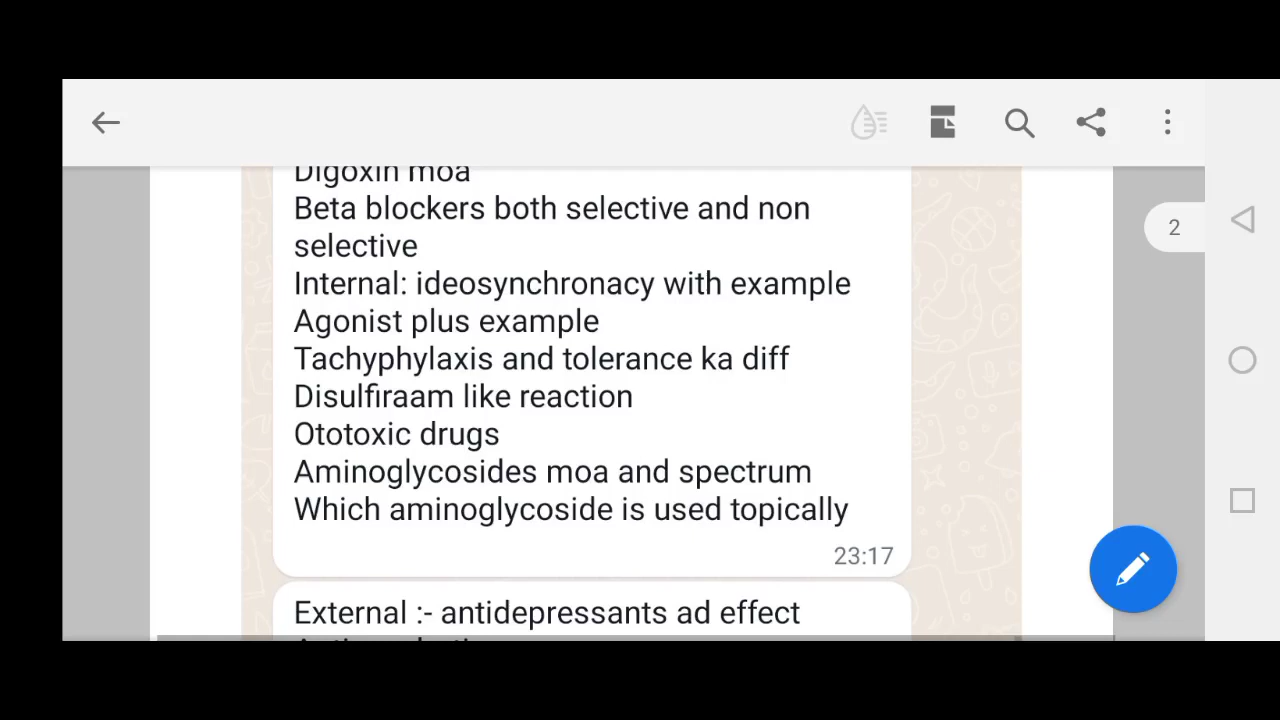 Digoxin moa
2
Beta blockers both selective and non
selective
Internal: ideosynchronacy with example
Agonist plus example
Tachyphylaxis and tolerance ka diff
Disulfiraam like reaction
Ototoxic drugs
Aminoglycosides moa and spectrum
Which aminoglycoside is used topically
23:17
External :- antidepressants ad effect